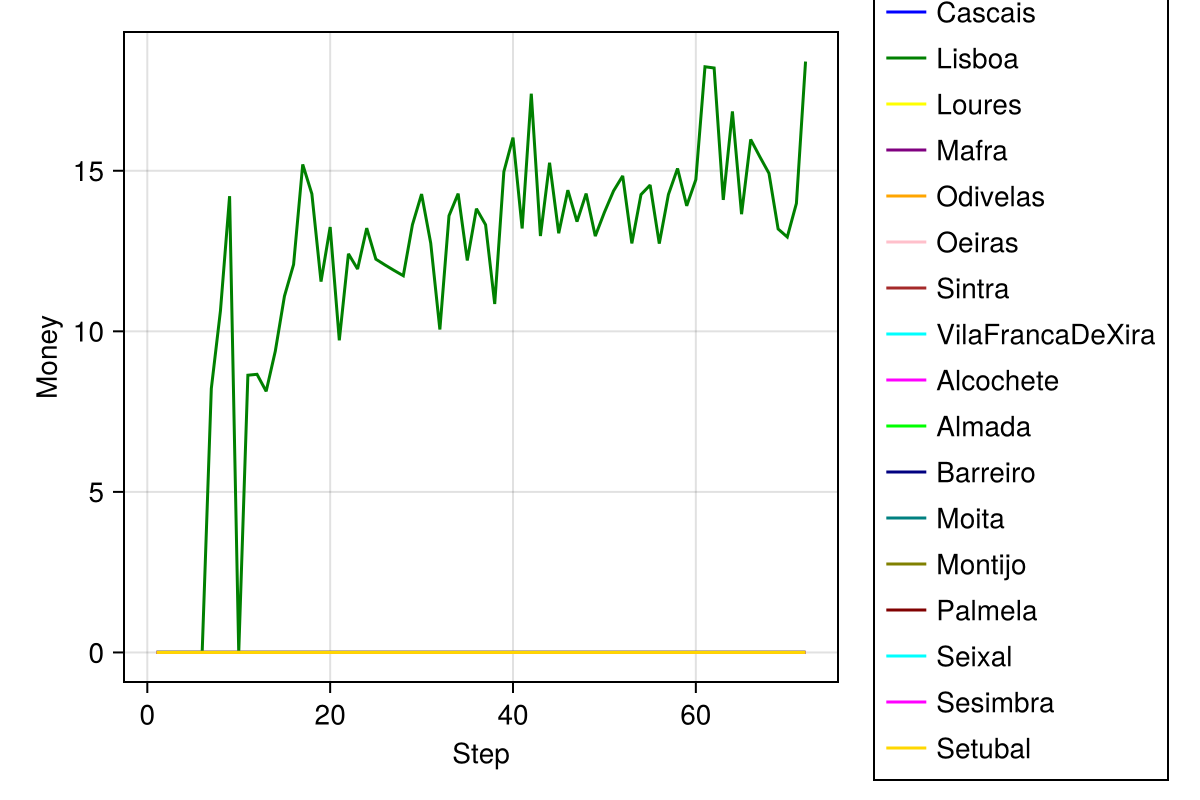 Money
15
10
5
0
0 20 40 60
Step
Cascais
Lisboa
Loures
Mafra
Odivelas
Oeiras
Sintra
VilaFrancaDeXira
Alcochete
Almada
Barreiro
Moita
Montijo
Palmela
Seixal
Sesimbra
Setubal